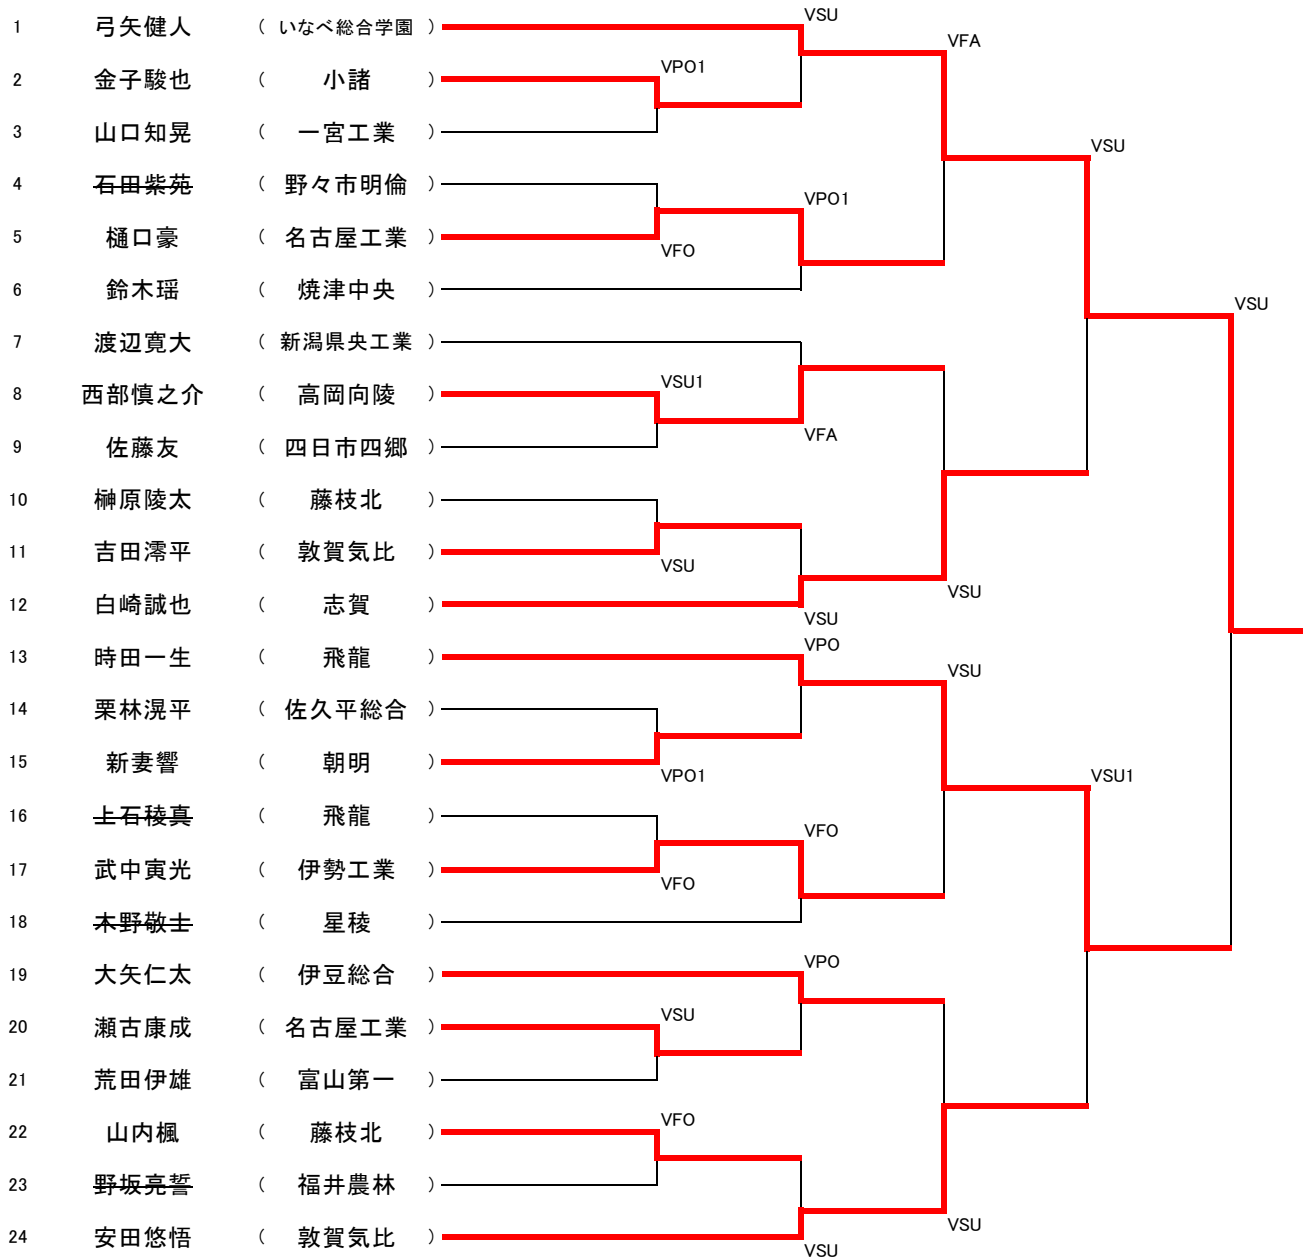 VSU
1 弓矢健人 ( いなべ総合学園 )
VFA
VPO1
2 金子駿也 ( 小諸 )
3 山口知晃 ( 一宮工業 )
VSU
4 石田紫苑 ( 野々市明倫 )
VPO1
5 樋口豪 ( 名古屋工業 )
VFO
6 鈴木瑶 ( 焼津中央 )
VSU
7 渡辺寛大 ( 新潟県央工業 )
VSU1
8 西部慎之介 ( 高岡向陵 )
VFA
9 佐藤友 ( 四日市四郷 )
10 榊原陵太 ( 藤枝北 )
11 吉田澪平 ( 敦賀気比 )
VSU
VSU
12 白崎誠也 ( 志賀 )
VSU
VPO
13 時田一生 ( 飛龍 )
VSU
14 栗林滉平 ( 佐久平総合 )
15 新妻響 ( 朝明 )
VPO1
VSU1
16 上石稜真 ( 飛龍 )
VFO
17 武中寅光 ( 伊勢工業 )
VFO
18 木野敬士 ( 星稜 )
VPO
19 大矢仁太 ( 伊豆総合 )
VSU
20 瀬古康成 ( 名古屋工業 )
21 荒田伊雄 ( 富山第一 )
VFO
22 山内楓 ( 藤枝北 )
23 野坂亮誓 ( 福井農林 )
VSU
24 安田悠悟 ( 敦賀気比 )
VSU